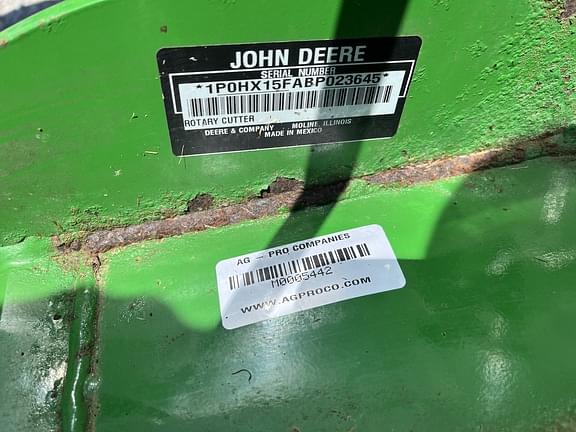 JOHN DEERE
SERIAL NUMBER
*1P0HX15FABP023645*
ROTARY CUTTER
DEERE & COMPANY MOLINE, ILLINOIS
MADE IN MEXICO
AG - PRO COMPANIES
M0005442
WWW.AGPROCO.COM